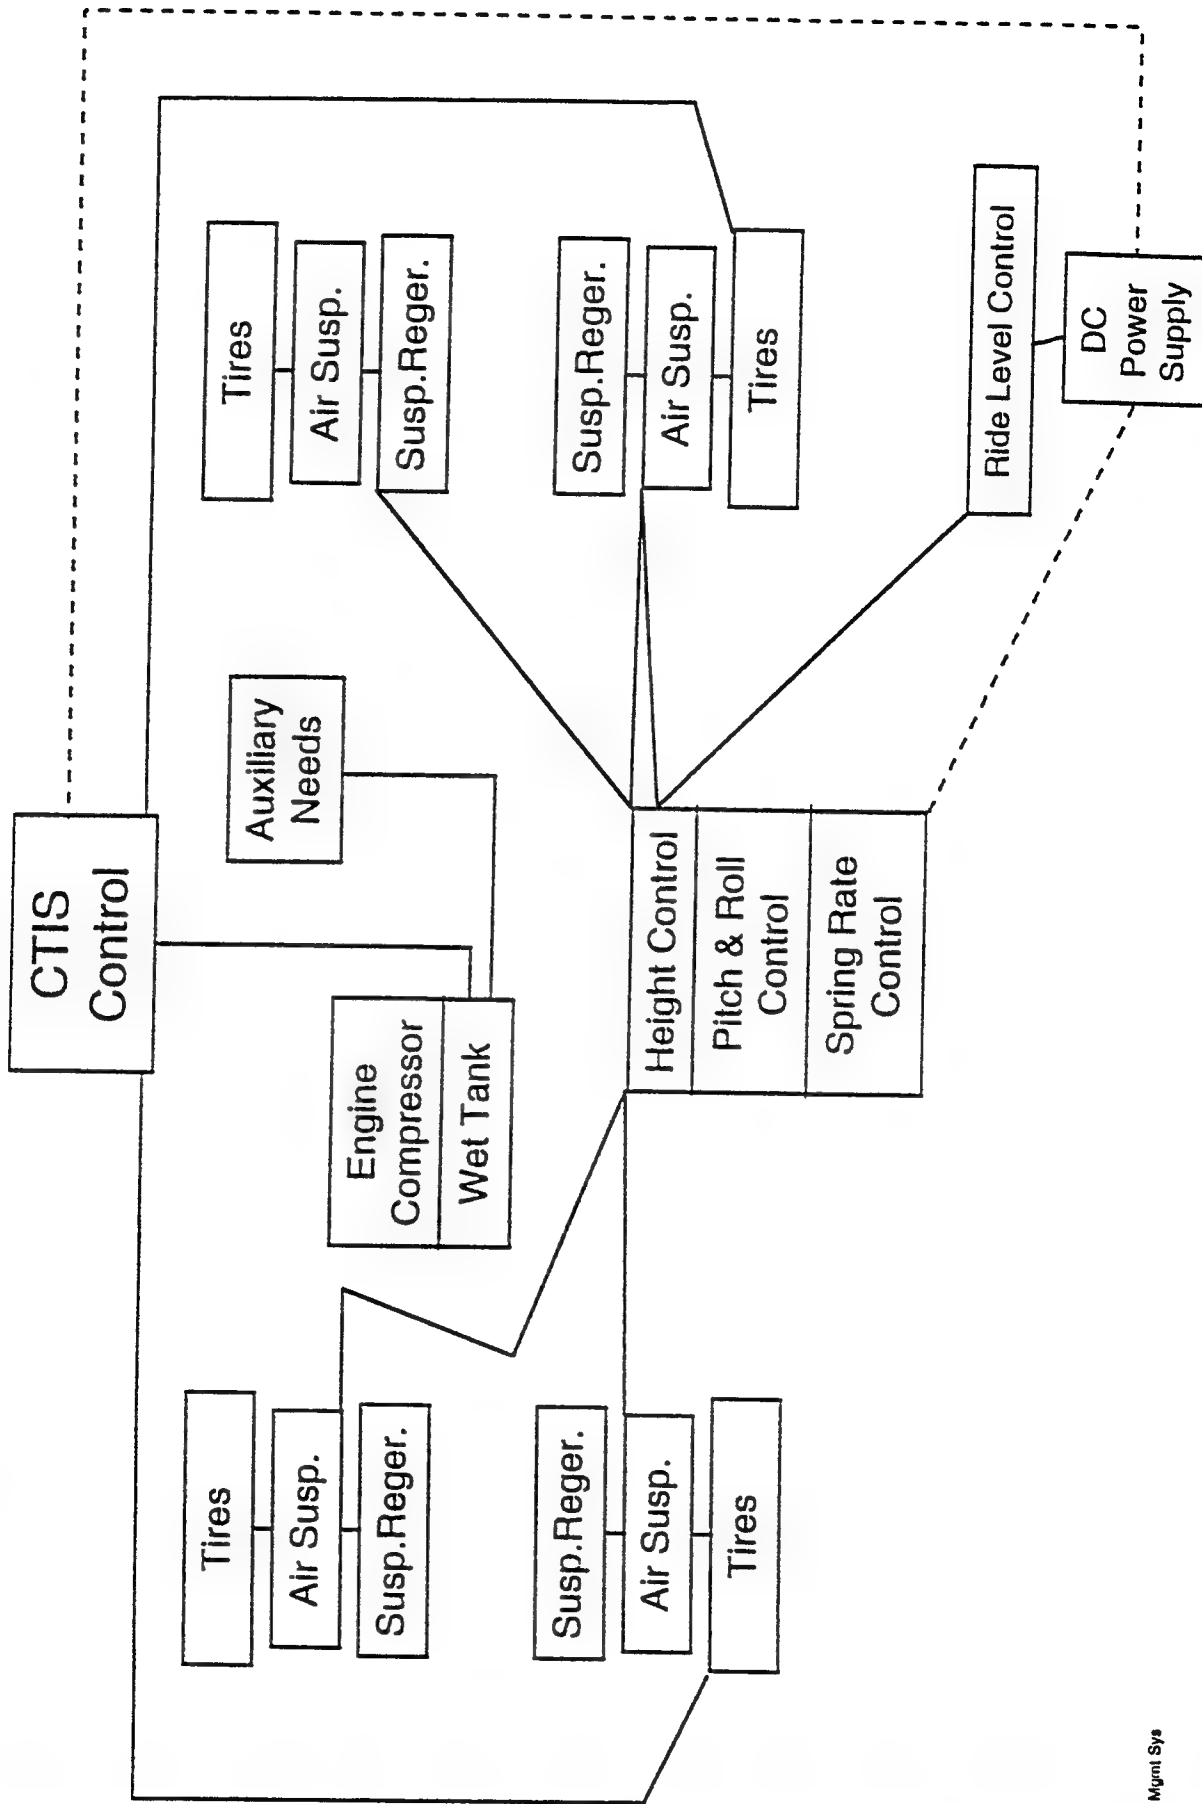 CTIS
Control
Tires
Air Susp.
Susp.Reger.
Engine
Compressor
Wet Tank
Auxiliary
Needs
Tires
Air Susp.
Susp.Reger.
Susp.Reger.
Air Susp.
Tires
Height Control
Pitch & Roll
Control
Spring Rate
Control
Susp.Reger.
Air Susp.
Tires
Ride Level Control
DC
Power
Supply
Mgmt Sys